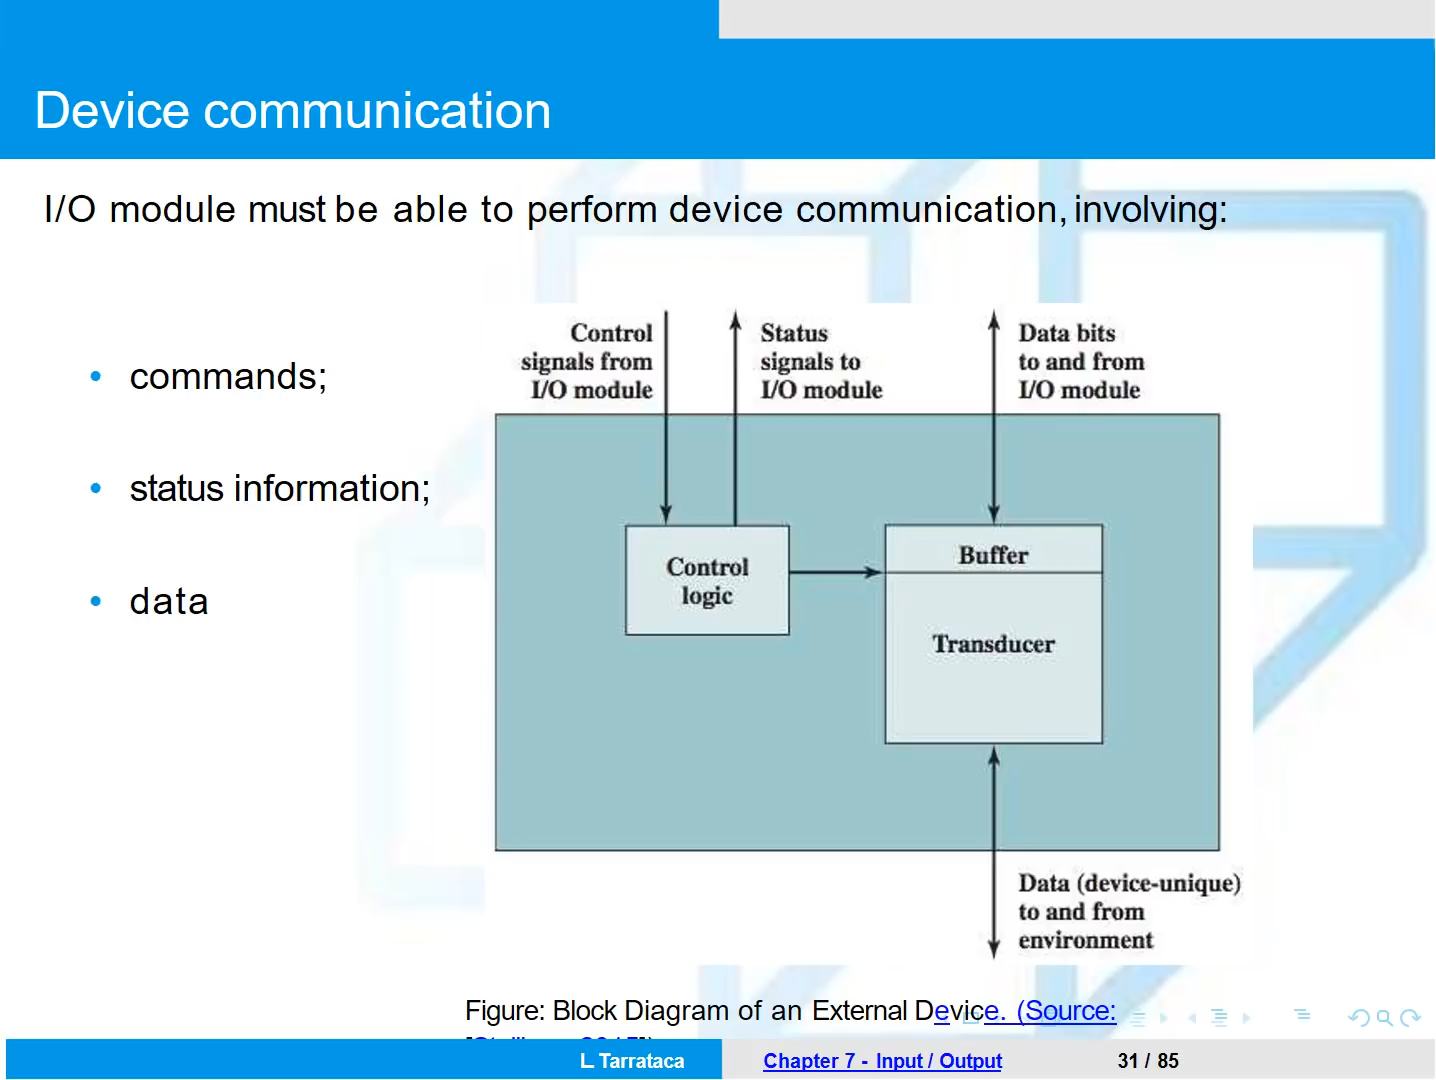 Device communication
I/O module must be able to perform device communication, involving:
• commands;
• status information;
• data
Control
signals from
I/O module
Status
signals to
I/O module
Data bits
to and from
I/O module
Control
logic
Buffer
Transducer
Data (device-unique)
to and from
environment
Figure: Block Diagram of an External Device. (Source:
L Tarrataca
Chapter 7 - Input / Output
31 / 85